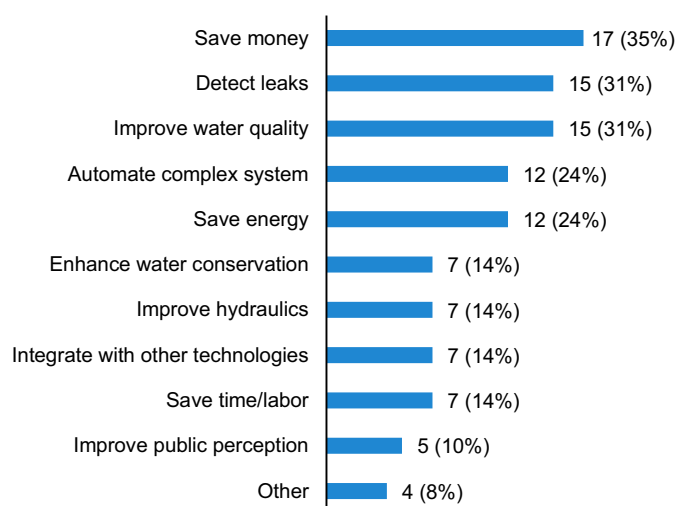 Save money 17 (35%)
Detect leaks 15 (31%)
Improve water quality 15 (31%)
Automate complex system 12 (24%)
Save energy 12 (24%)
Enhance water conservation 7 (14%)
Improve hydraulics 7 (14%)
Integrate with other technologies 7 (14%)
Save time/labor 7 (14%)
Improve public perception 5 (10%)
Other 4 (8%)